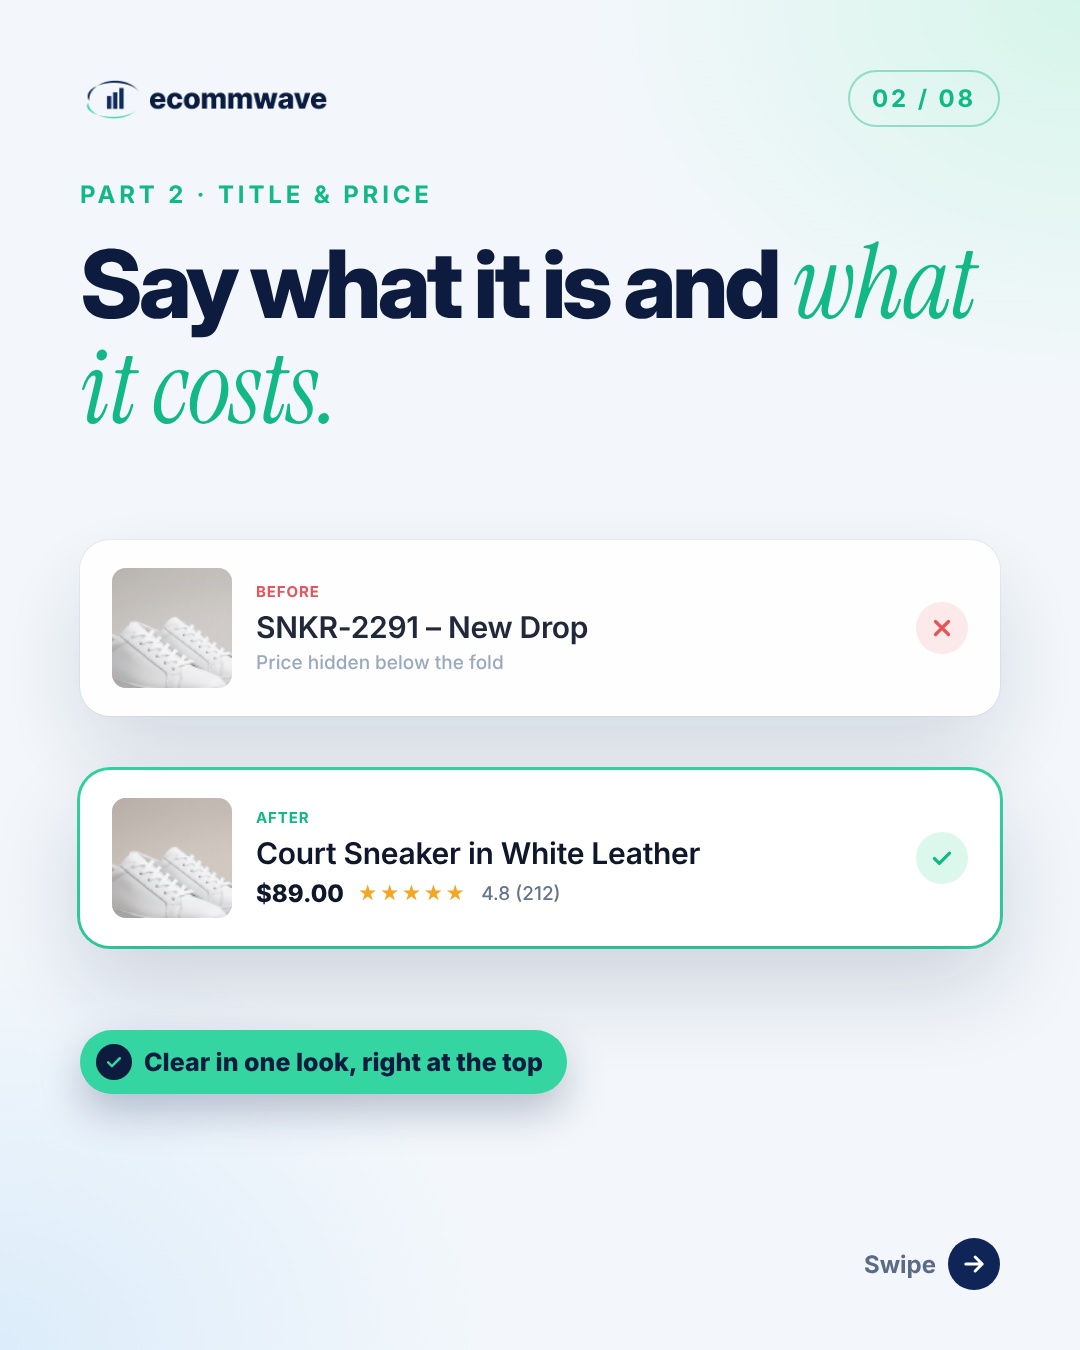 ecommwave
02 / 08
PART 2 · TITLE & PRICE
Say what it is and what
it costs.
BEFORE
SNKR-2291 – New Drop
Price hidden below the fold
AFTER
Court Sneaker in White Leather
$89.00 ★★★★★ 4.8 (212)
Clear in one look, right at the top
Swipe